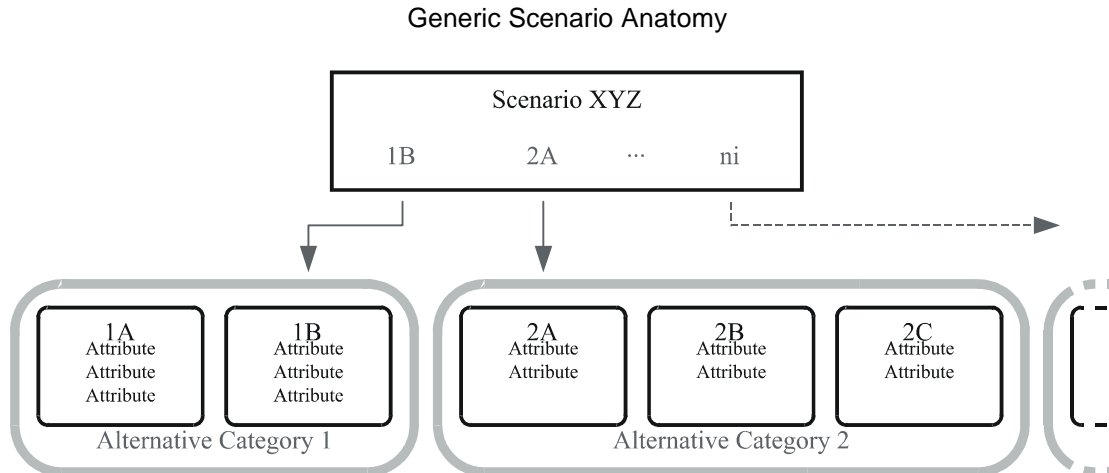 Generic Scenario Anatomy
Scenario XYZ
1B 2A ... ni
1A 1B 2A 2B 2C
Attribute Attribute Attribute Attribute Attribute
Attribute Attribute Attribute Attribute Attribute
Attribute Attribute
Alternative Category 1 Alternative Category 2